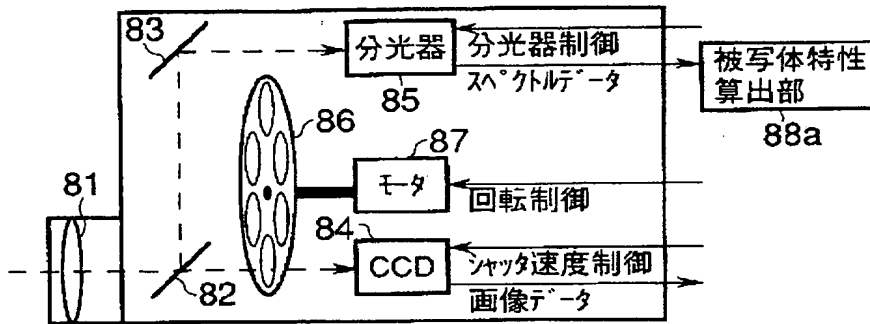 83
分光器
85
分光器制御
スペクトルデータ
被写体特性
算出部
88a
86
87
モータ
回転制御
81
84
CCD
シャッタ速度制御
画像データ
82